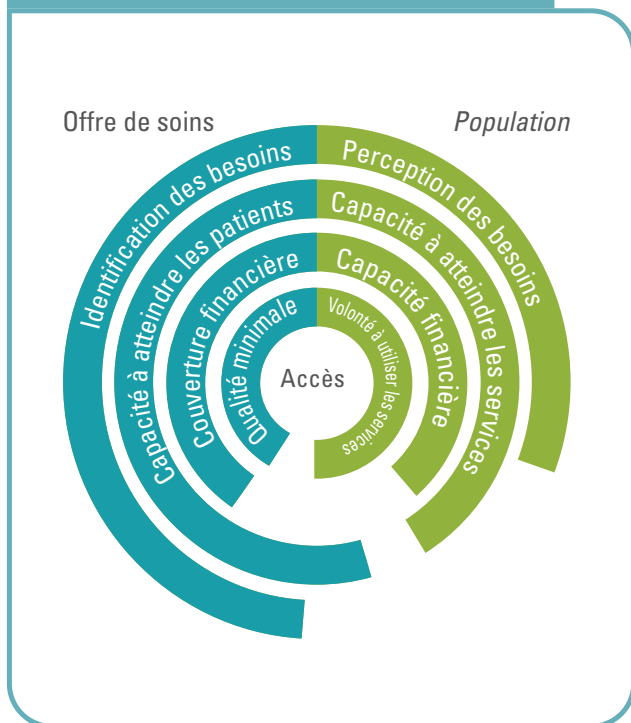 Offre de soins
Population
Identification des besoins
Perception des besoins
Capacité à atteindre les patients
Capacité à atteindre les services
Couverture financière
Capacité financière
Qualité minimale
Volonté à utiliser les services
Accès